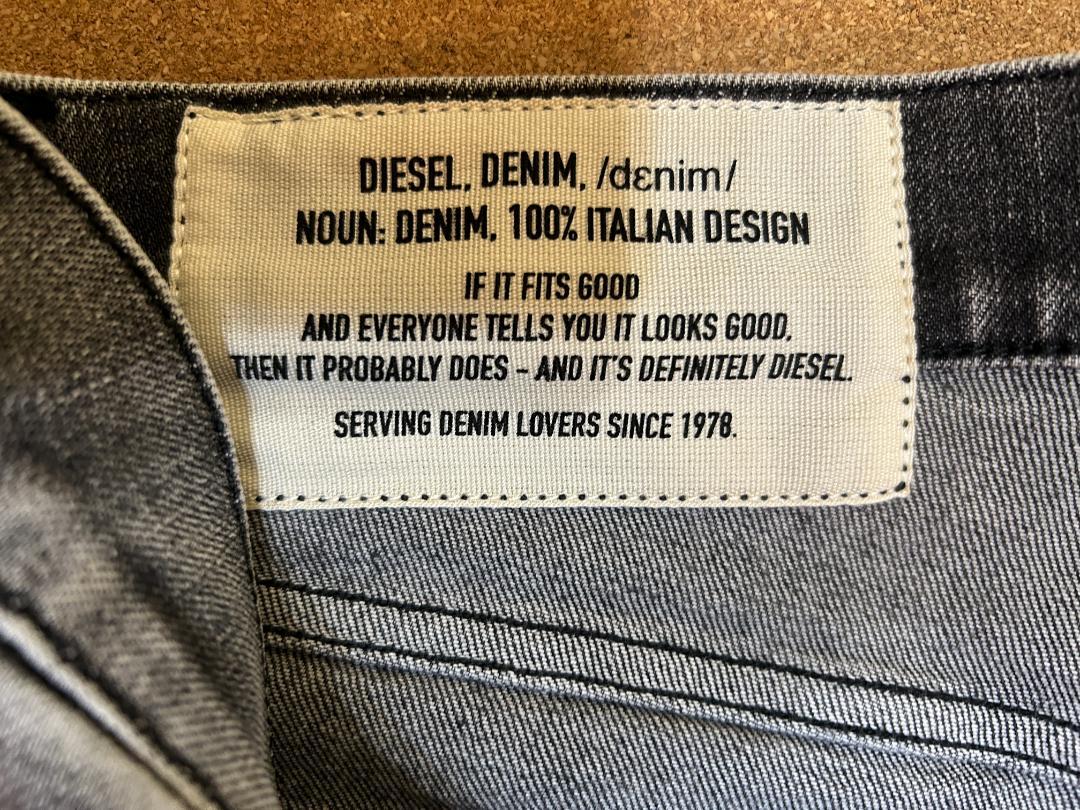 DIESEL, DENIM, /dɛnim/
NOUN: DENIM, 100% ITALIAN DESIGN
IF IT FITS GOOD
AND EVERYONE TELLS YOU IT LOOKS GOOD,
THEN IT PROBABLY DOES – AND IT'S DEFINITELY DIESEL.
SERVING DENIM LOVERS SINCE 1978.